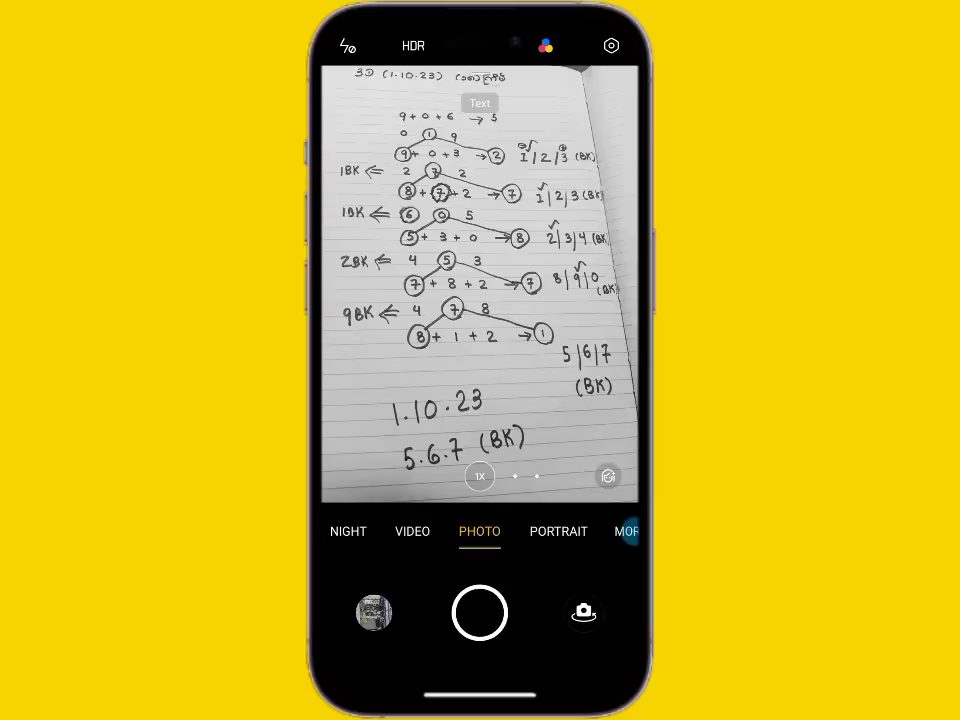 HDR
3D (1.10.23)
Text
9 + 0 + 6 → 5
0 1 9
9 + 0 + 3 → 2 1 / 2 / 3 (BK)
1BK ⇐ 2 7 2
8 + 7 + 2 → 7 1 / 2 / 3 (BK)
1BK ⇐ 6 0 5
5 + 3 + 0 → 8 2 / 3 / 4 (BK)
2BK ⇐ 4 5 3
7 + 8 + 2 → 7 8 / 9 / 0 (BK)
9BK ⇐ 4 7 8
8 + 1 + 2 → 1
5 / 6 / 7
(BK)
1.10.23
5.6.7 (BK)
1X
NIGHT VIDEO PHOTO PORTRAIT MOR